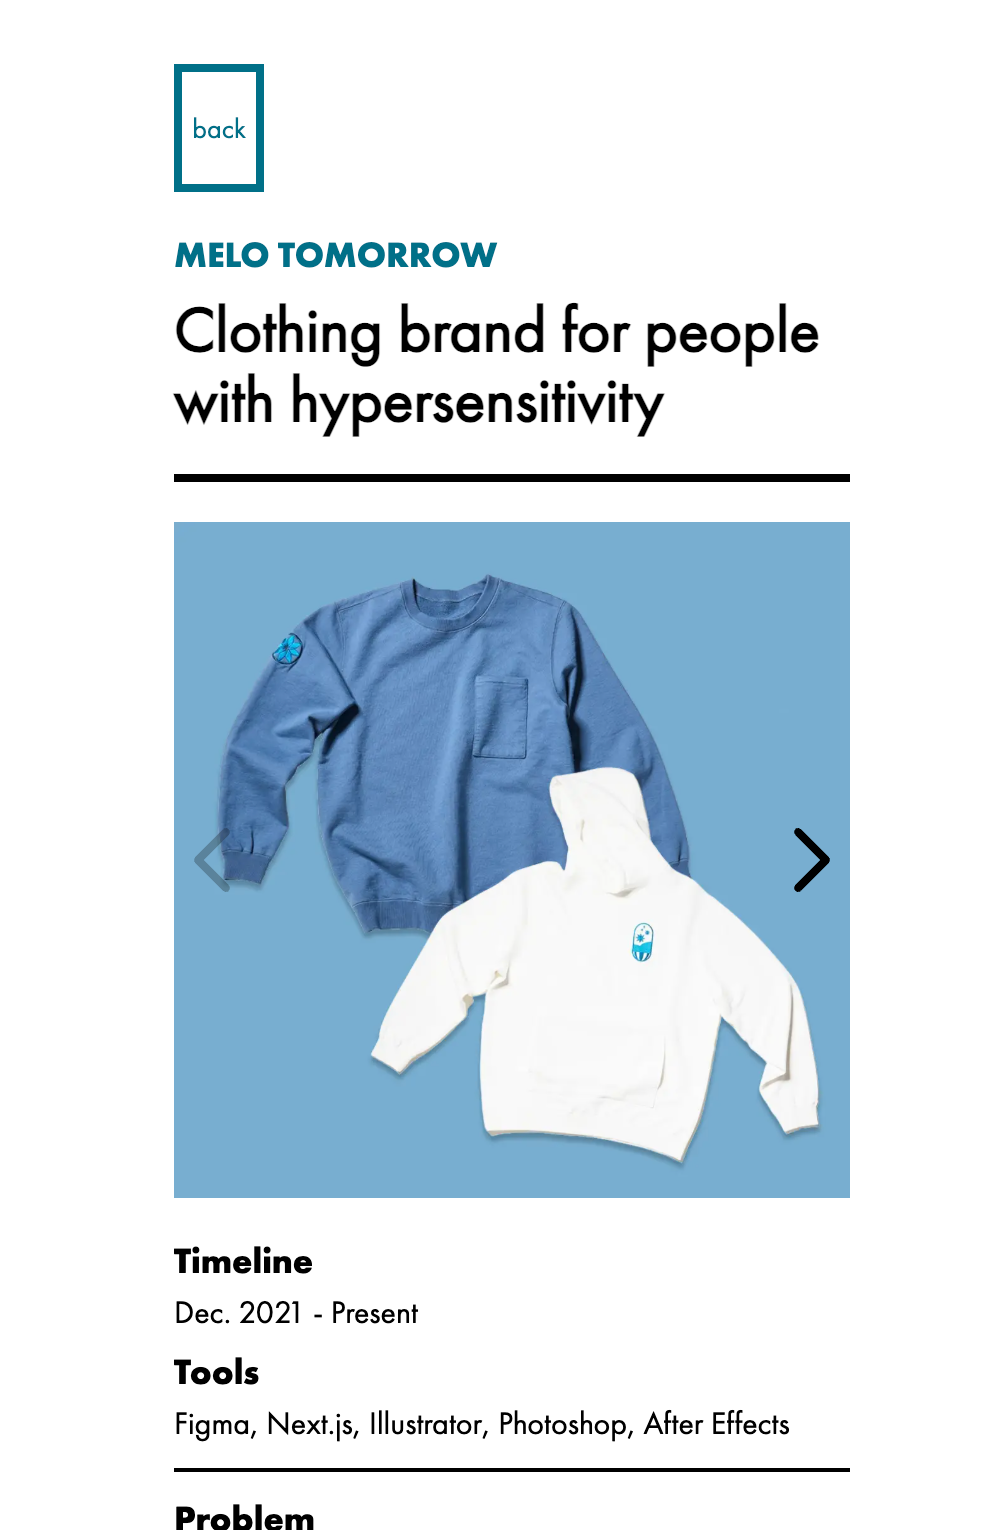 back
MELO TOMORROW
Clothing brand for people
with hypersensitivity
Timeline
Dec. 2021 - Present
Tools
Figma, Next.js, Illustrator, Photoshop, After Effects
Problem